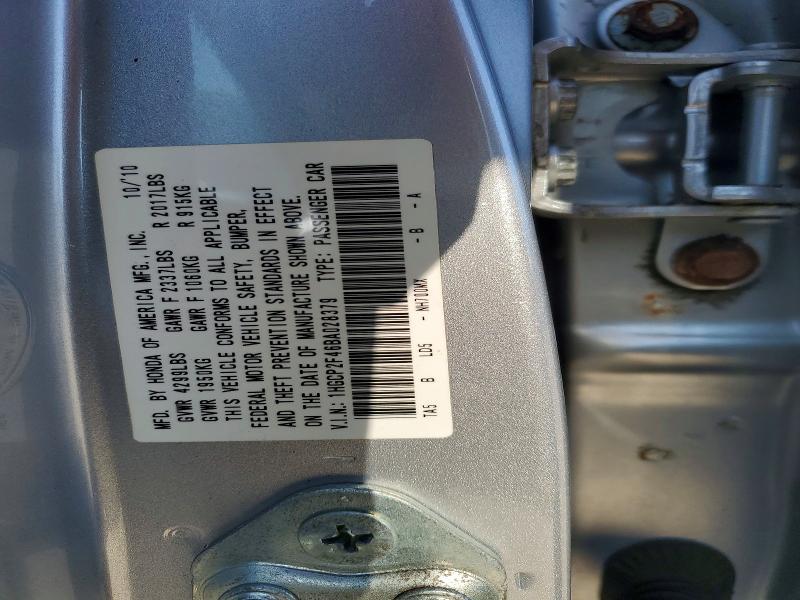 MFD. BY HONDA OF AMERICA MFG., INC. 10/'10
GVWR 4299LBS GAWR F 2337LBS R 2017LBS
GVWR 1950KG GAWR F 1060KG R 915KG
THIS VEHICLE CONFORMS TO ALL APPLICABLE
FEDERAL MOTOR VEHICLE SAFETY, BUMPER,
AND THEFT PREVENTION STANDARDS IN EFFECT
ON THE DATE OF MANUFACTURE SHOWN ABOVE.
V.I.N.: 1HGCP2F46BA028379 TYPE: PASSENGER CAR
TA5 B LD5 - NH700MX - B - A